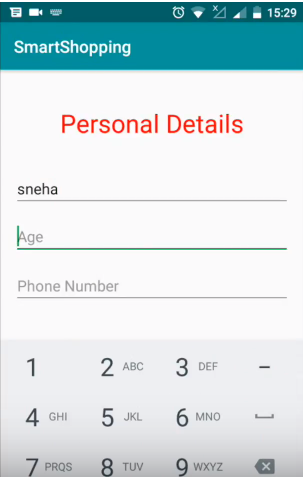 15:29
SmartShopping
Personal Details
sneha
Age
Phone Number
1 2 ABC 3 DEF –
4 GHI 5 JKL 6 MNO
7 PRQS 8 TUV 9 WXYZ